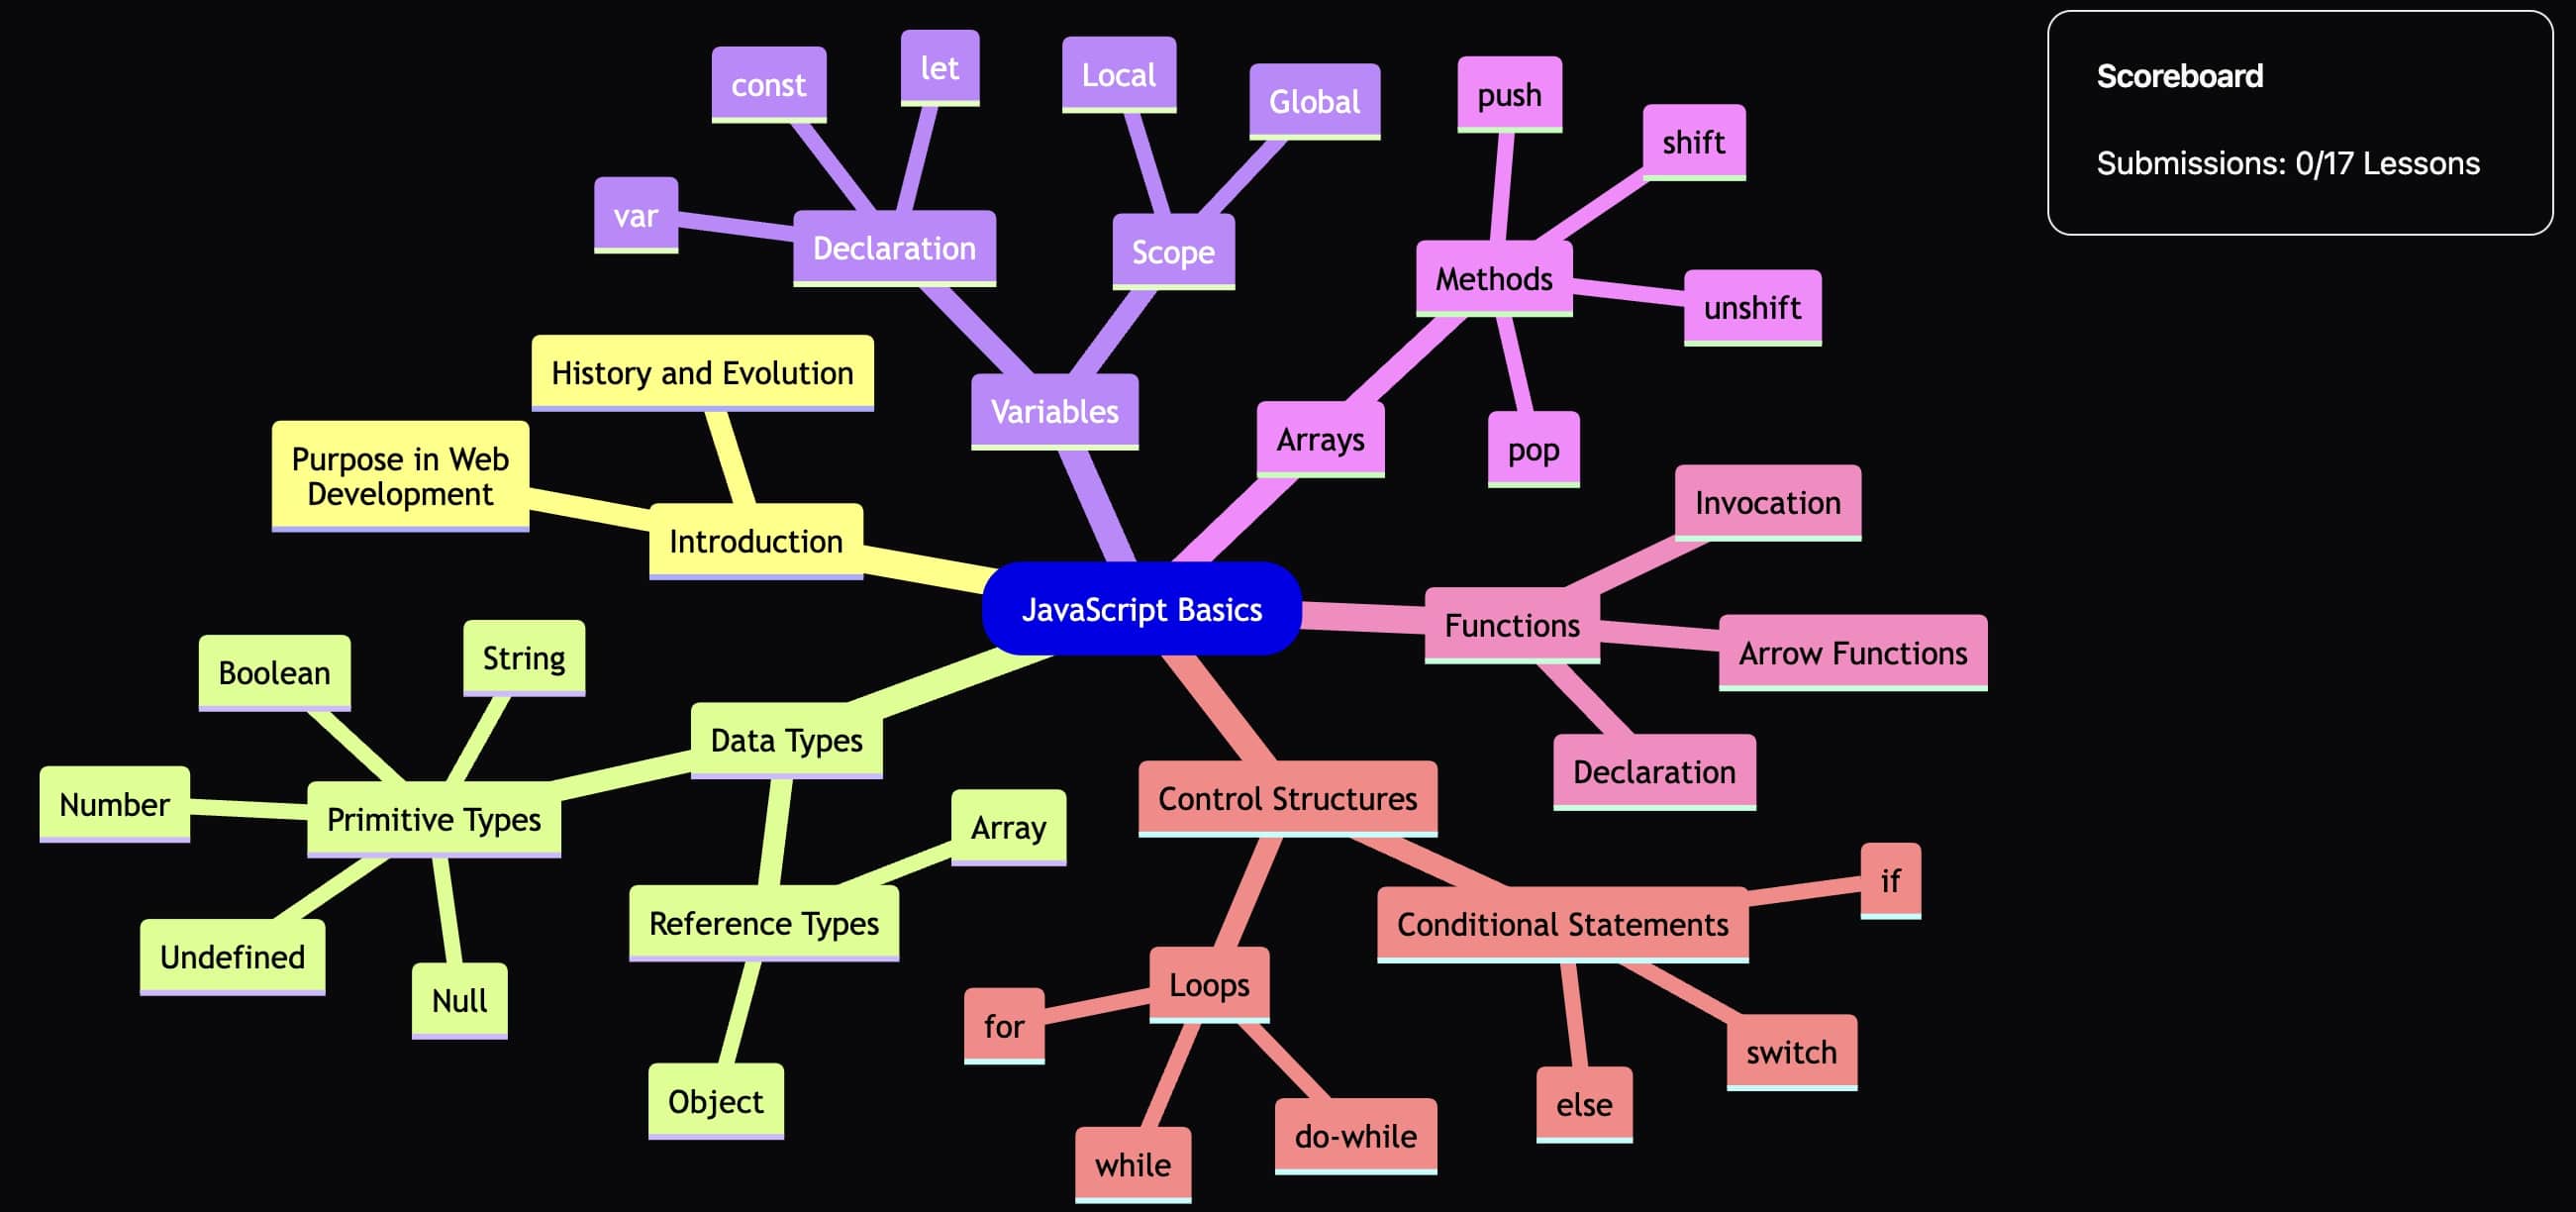 Scoreboard
Submissions: 0/17 Lessons
JavaScript Basics
Introduction
History and Evolution
Purpose in Web
Development
Variables
Declaration
var
const
let
Scope
Local
Global
Arrays
Methods
push
shift
unshift
pop
Functions
Invocation
Arrow Functions
Declaration
Control Structures
Conditional Statements
if
switch
else
Loops
for
while
do-while
Data Types
Primitive Types
String
Boolean
Number
Undefined
Null
Reference Types
Array
Object